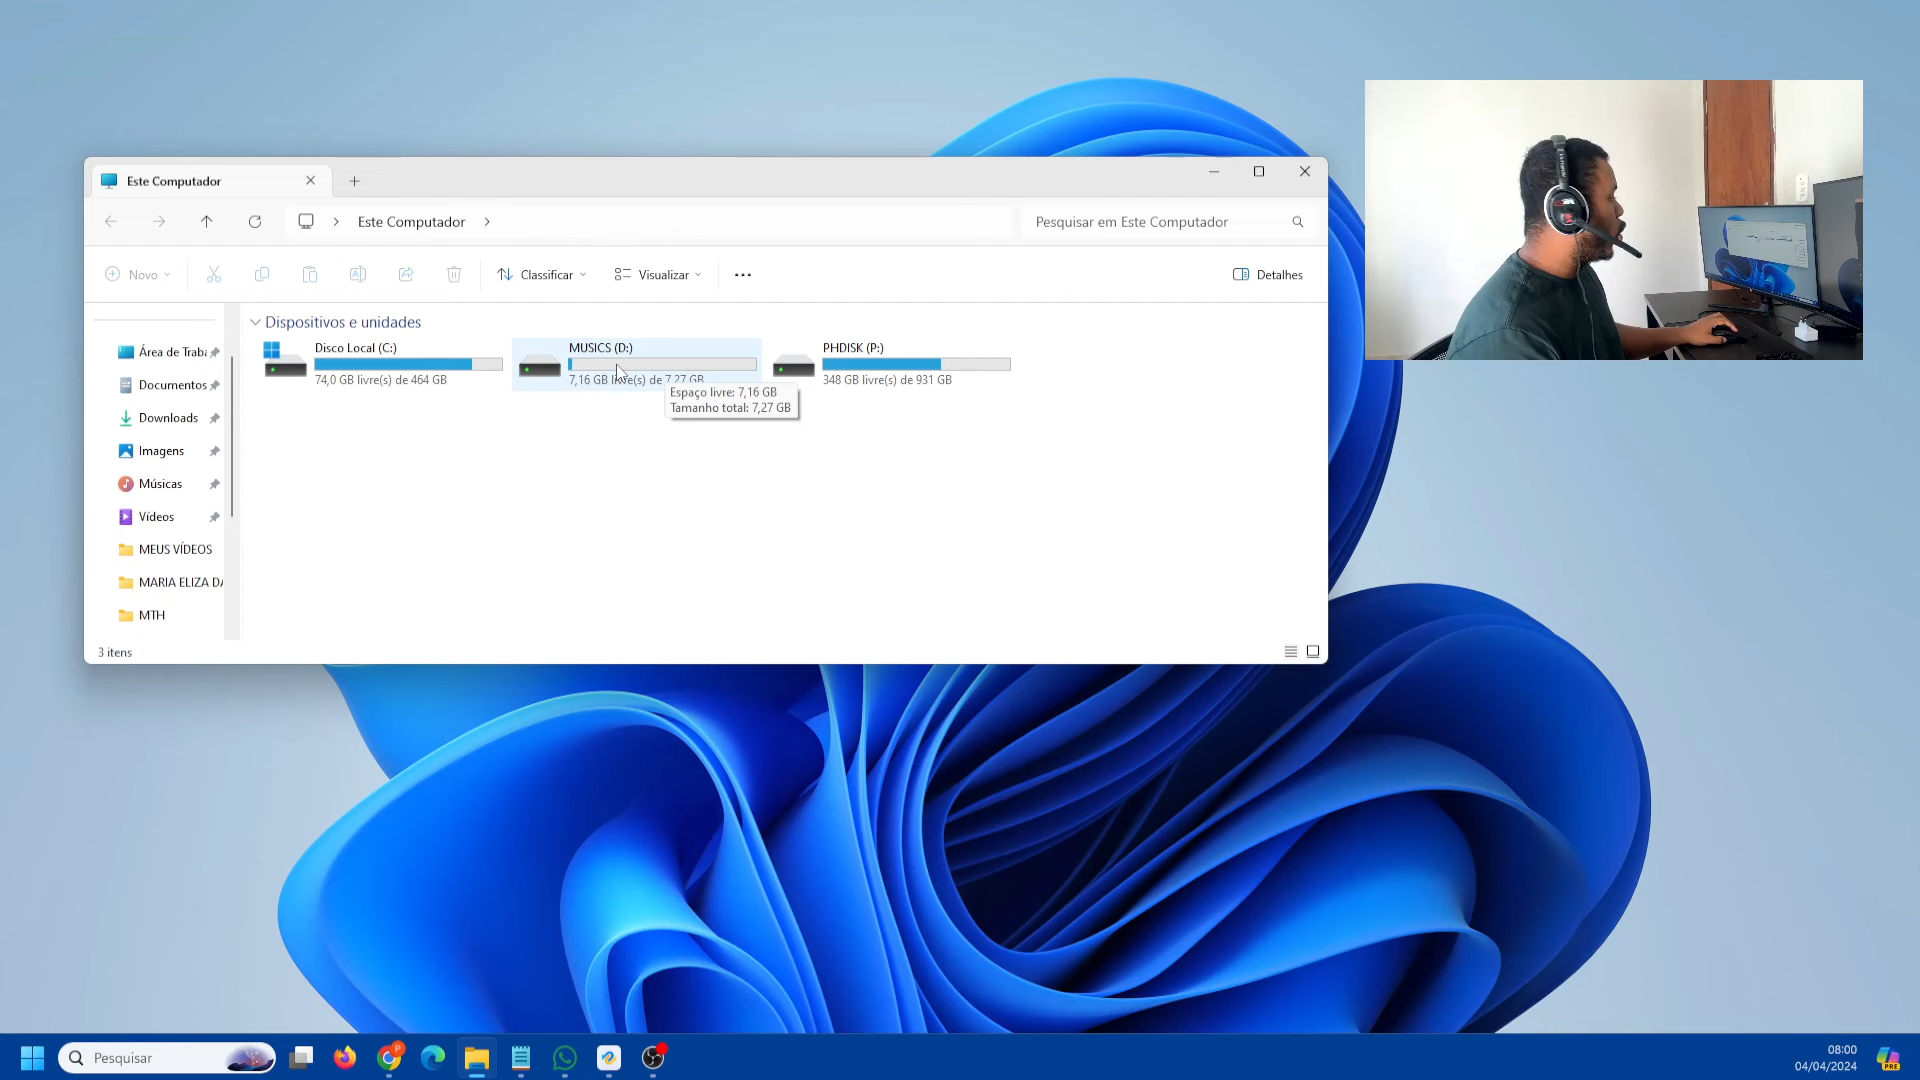 Este Computador
Este Computador
Pesquisar em Este Computador
Novo
Classificar
Visualizar
Detalhes
Dispositivos e unidades
Disco Local (C:)
74,0 GB livre(s) de 464 GB
MUSICS (D:)
7,16 GB livre(s) de 7,27 GB
PHDISK (P:)
348 GB livre(s) de 931 GB
Espaço livre: 7,16 GB
Tamanho total: 7,27 GB
Área de Traba
Documentos
Downloads
Imagens
Músicas
Vídeos
MEUS VÍDEOS
MARIA ELIZA DA
MTH
3 itens
Pesquisar
P
08:00
04/04/2024
PRE